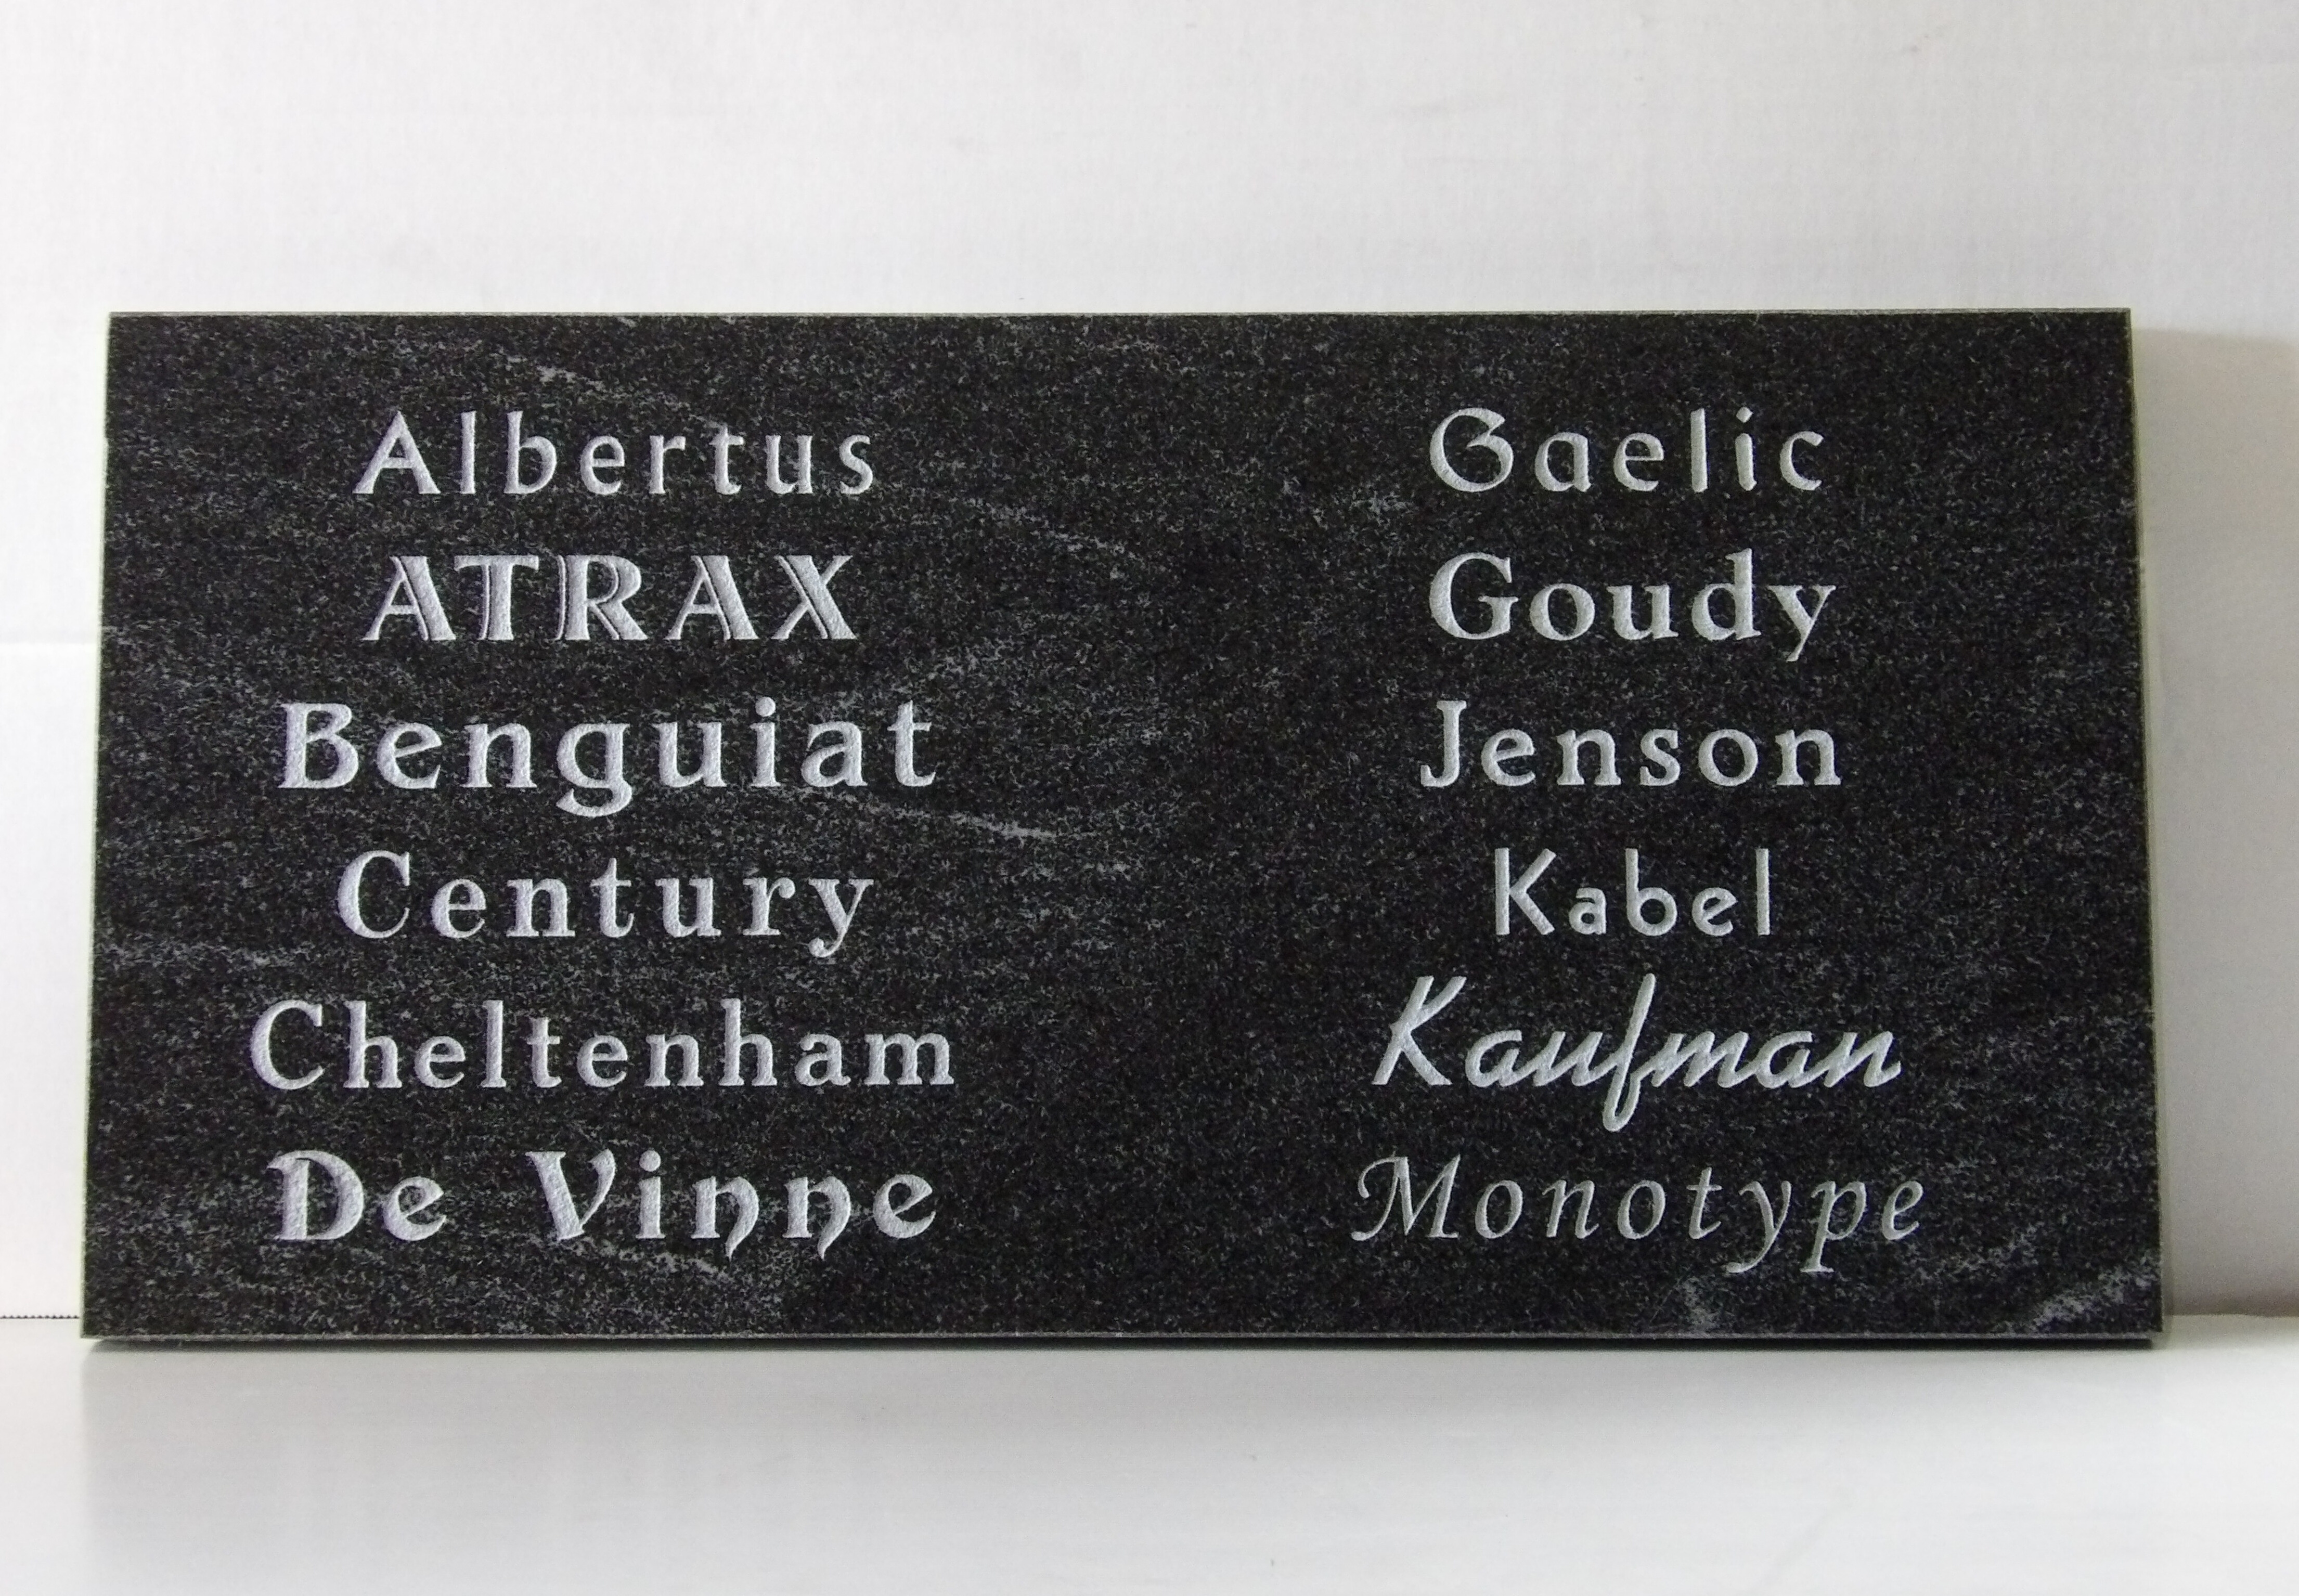 Albertus
ATRAX
Benguiat
Century
Cheltenham
De Vinne
Gaelic
Goudy
Jenson
Kabel
Kaufman
Monotype